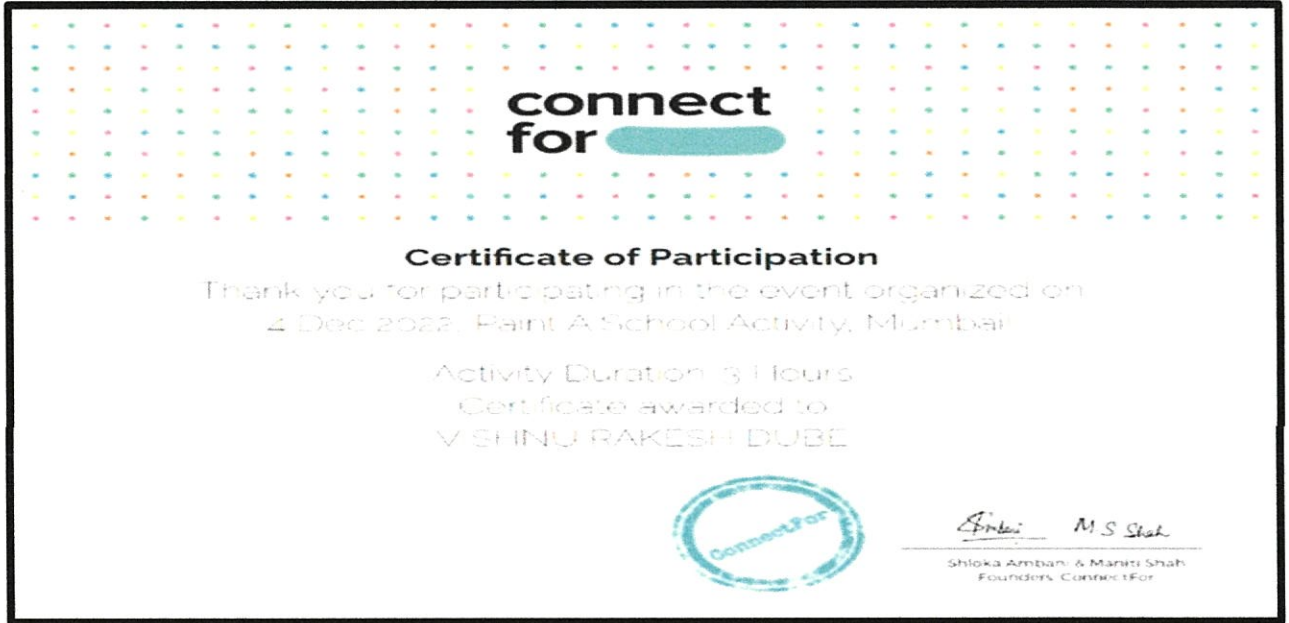 connect
for
Certificate of Participation
Thank you for participating in the event organized on
4 Dec 2022, Paint A School Activity, Mumbai
Activity Duration: 3 Hours
Certificate awarded to
VISHNU RAKESH DUBE
ConnectFor
M S Shah
Shloka Ambani & Maniti Shah
Founders, ConnectFor